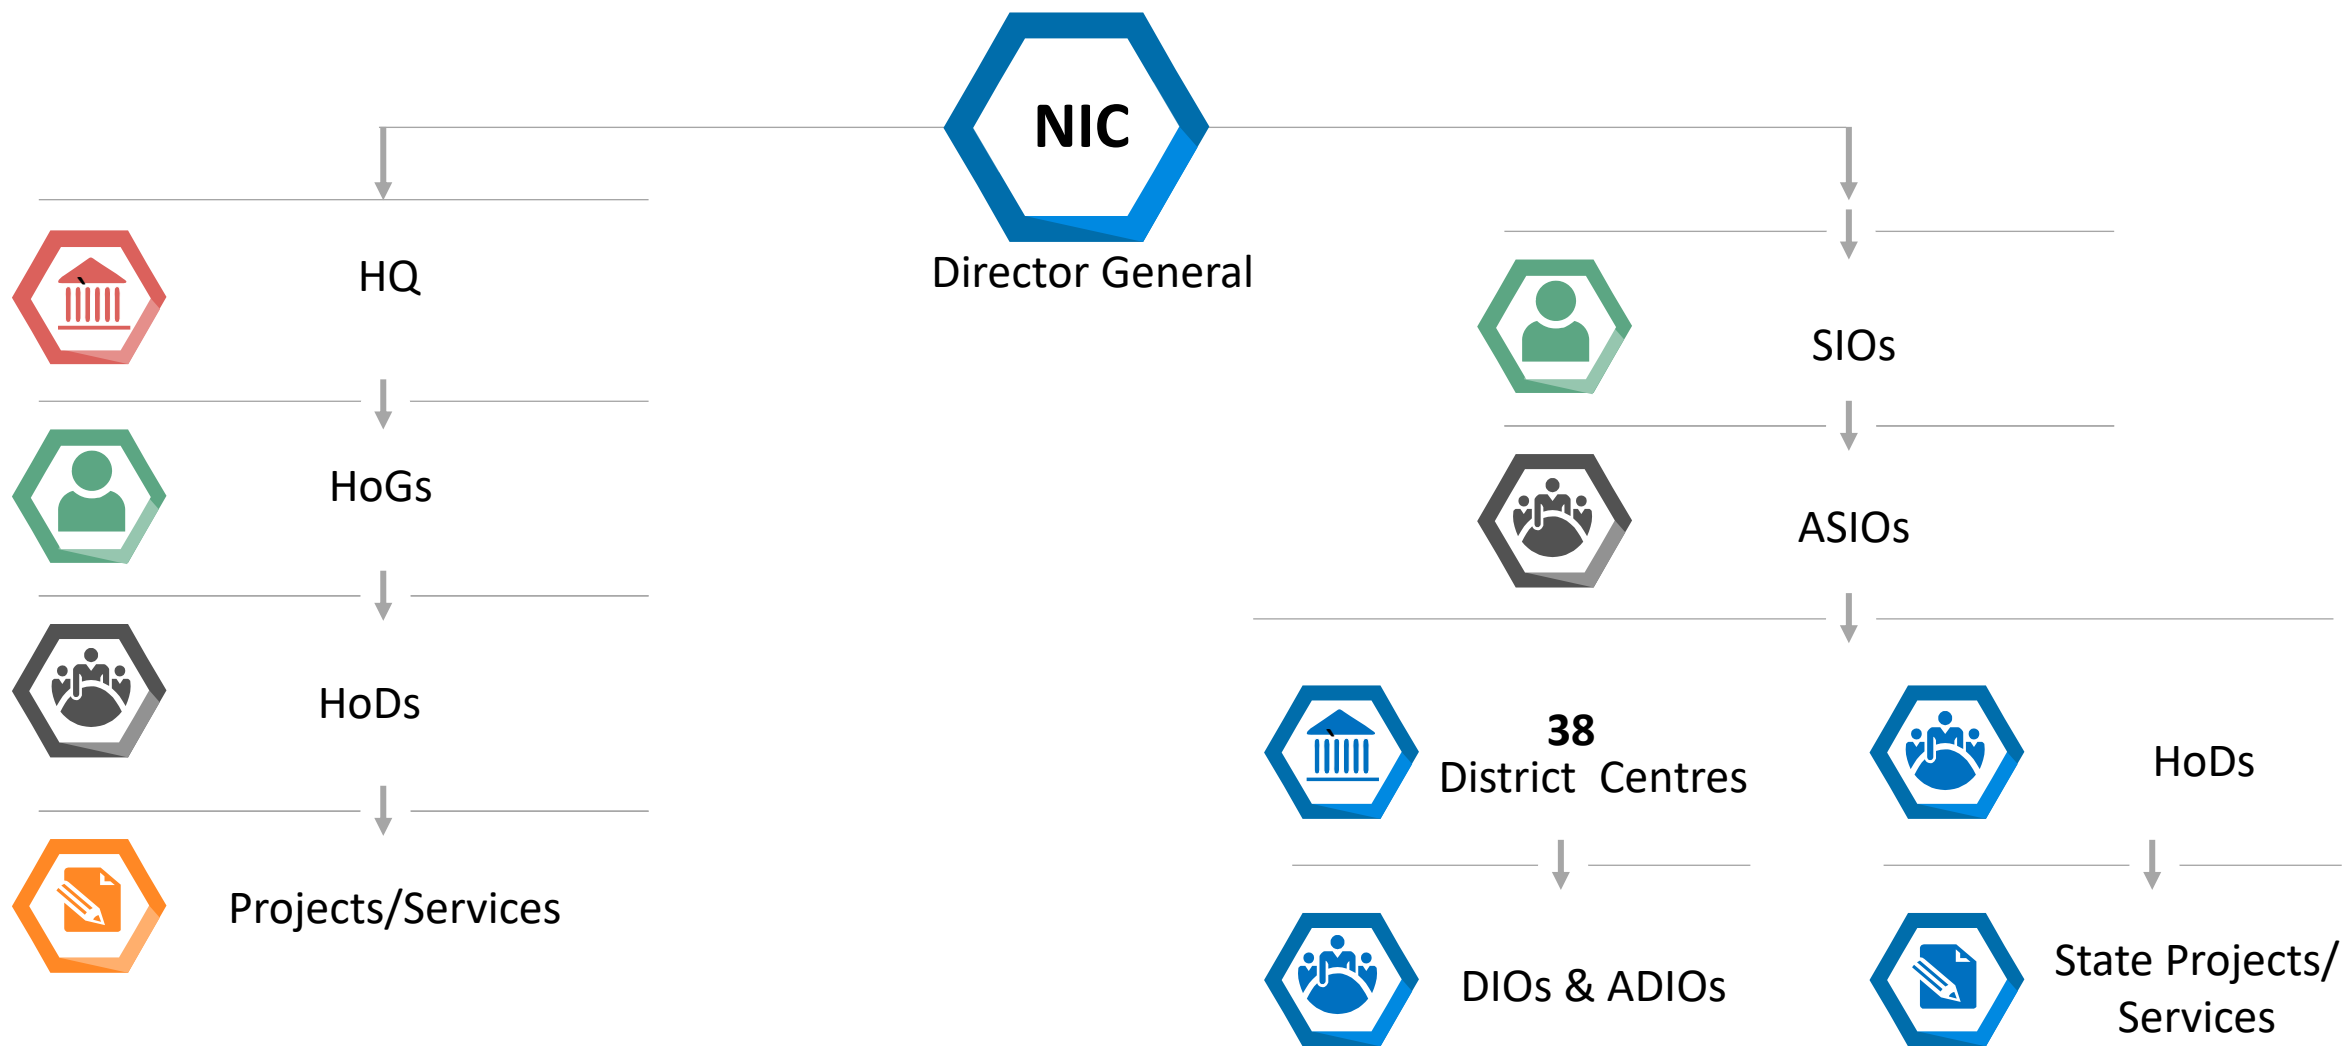 NIC
Director General
HQ
HoGs
HoDs
Projects/Services
SIOs
ASIOs
38
District Centres
DIOs & ADIOs
HoDs
State Projects/
Services